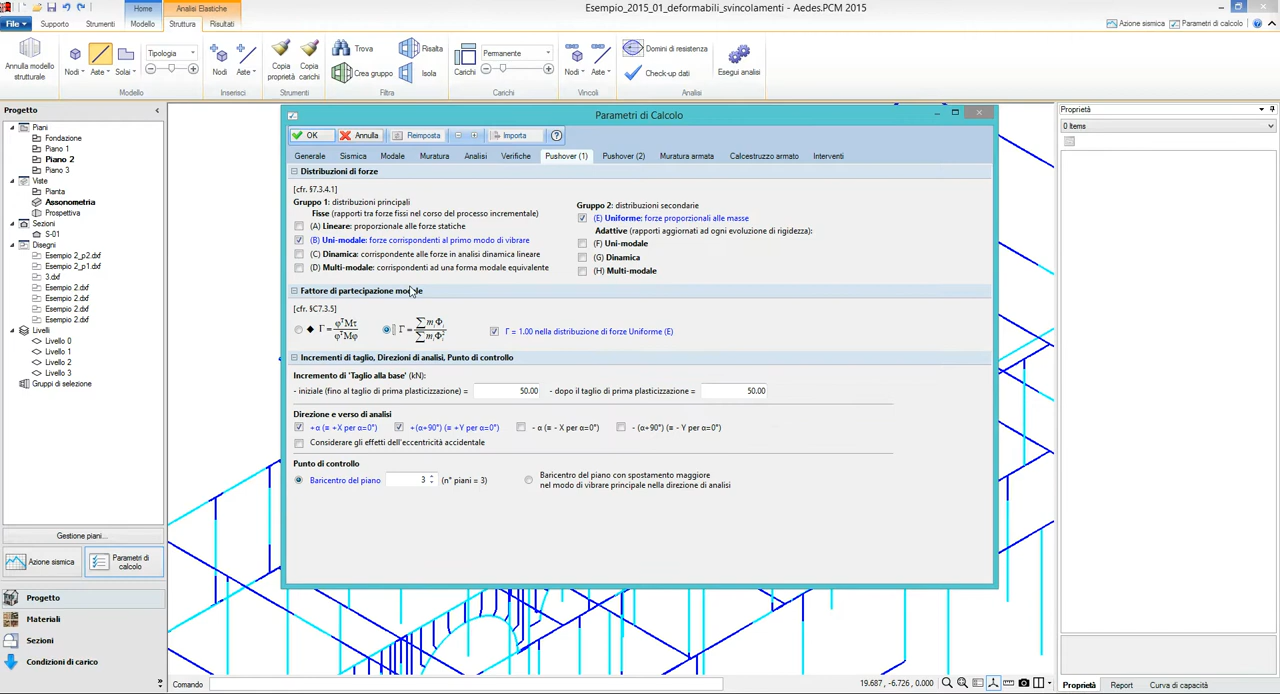 Esempio_2015_01_deformabili_svincolamenti - Aedes.PCM 2015
Home
Analisi Elastiche
File
Supporto
Strumenti
Modello
Struttura
Risultati
Azione sismica
Parametri di calcolo
Annulla modello
strutturale
Nodi
Aste
Solai
Tipologia
Modello
Nodi
Aste
Inserisci
Copia
proprietà
Copia
carichi
Strumenti
Trova
Crea gruppo
Risalta
Isola
Filtra
Carichi
Permanente
Carichi
Nodi
Aste
Vincoli
Domini di resistenza
Check-up dati
Esegui analisi
Analisi
Progetto
Piani
Fondazione
Piano 1
Piano 2
Piano 3
Viste
Pianta
Assonometria
Prospettiva
Sezioni
S-01
Disegni
Esempio 2_p2.dxf
Esempio 2_p1.dxf
3.dxf
Esempio 2.dxf
Esempio 2.dxf
Esempio 2.dxf
Esempio 2.dxf
Livelli
Livello 0
Livello 1
Livello 2
Livello 3
Gruppi di selezione
Gestione piani...
Azione sismica
Parametri di
calcolo
Progetto
Materiali
Sezioni
Condizioni di carico
Parametri di Calcolo
OK
Annulla
Reimposta
Importa
Generale
Sismica
Modale
Muratura
Analisi
Verifiche
Pushover (1)
Pushover (2)
Muratura armata
Calcestruzzo armato
Interventi
Distribuzioni di forze
[cfr. §7.3.4.1]
Gruppo 1: distribuzioni principali
Fisse (rapporti tra forze fissi nel corso del processo incrementale)
(A) Lineare: proporzionale alle forze statiche
(B) Uni-modale: forze corrispondenti al primo modo di vibrare
(C) Dinamica: corrispondente alle forze in analisi dinamica lineare
(D) Multi-modale: corrispondenti ad una forma modale equivalente
Gruppo 2: distribuzioni secondarie
(E) Uniforme: forze proporzionali alle masse
Adattive (rapporti aggiornati ad ogni evoluzione di rigidezza):
(F) Uni-modale
(G) Dinamica
(H) Multi-modale
Fattore di partecipazione modale
[cfr. §C7.3.5]
Γ = φᵀMτ / φᵀMφ
Γ = ∑mᵢΦᵢ / ∑mᵢΦᵢ²
Γ = 1.00 nella distribuzione di forze Uniforme (E)
Incrementi di taglio, Direzioni di analisi, Punto di controllo
Incremento di 'Taglio alla base' (kN):
- iniziale (fino al taglio di prima plasticizzazione) = 50.00
- dopo il taglio di prima plasticizzazione = 50.00
Direzione e verso di analisi
+α (≡ +X per α=0°)
+(α+90°) (≡ +Y per α=0°)
- α (≡ - X per α=0°)
- (α+90°) (≡ - Y per α=0°)
Considerare gli effetti dell'eccentricità accidentale
Punto di controllo
Baricentro del piano 3 (n° piani = 3)
Baricentro del piano con spostamento maggiore
nel modo di vibrare principale nella direzione di analisi
Proprietà
0 Items
Comando
19.687, -6.726, 0.000
Proprietà
Report
Curva di capacità